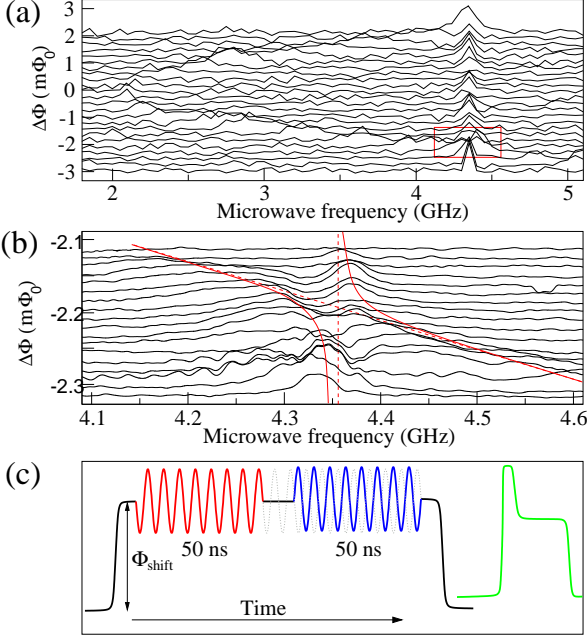 (a)
3
2
1
0
-1
-2
-3
ΔΦ (mΦ₀)
2
3
4
5
Microwave frequency (GHz)
(b)
-2.1
-2.2
-2.3
ΔΦ (mΦ₀)
4.1
4.2
4.3
4.4
4.5
4.6
Microwave frequency (GHz)
(c)
50 ns
50 ns
Φshift
Time